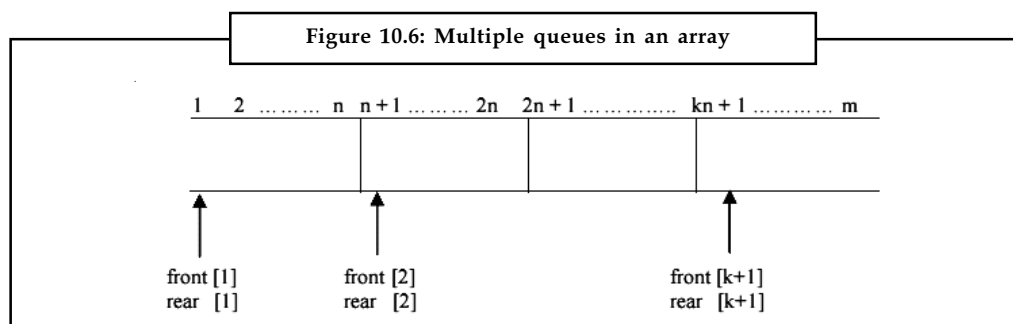 Figure 10.6: Multiple queues in an array
1 2 ... ... ... n n + 1 ... ... ... 2n 2n + 1 ... ... ... ... .. kn + 1 ... ... ... ... m
front [1] front [2] front [k+1]
rear [1] rear [2] rear [k+1]